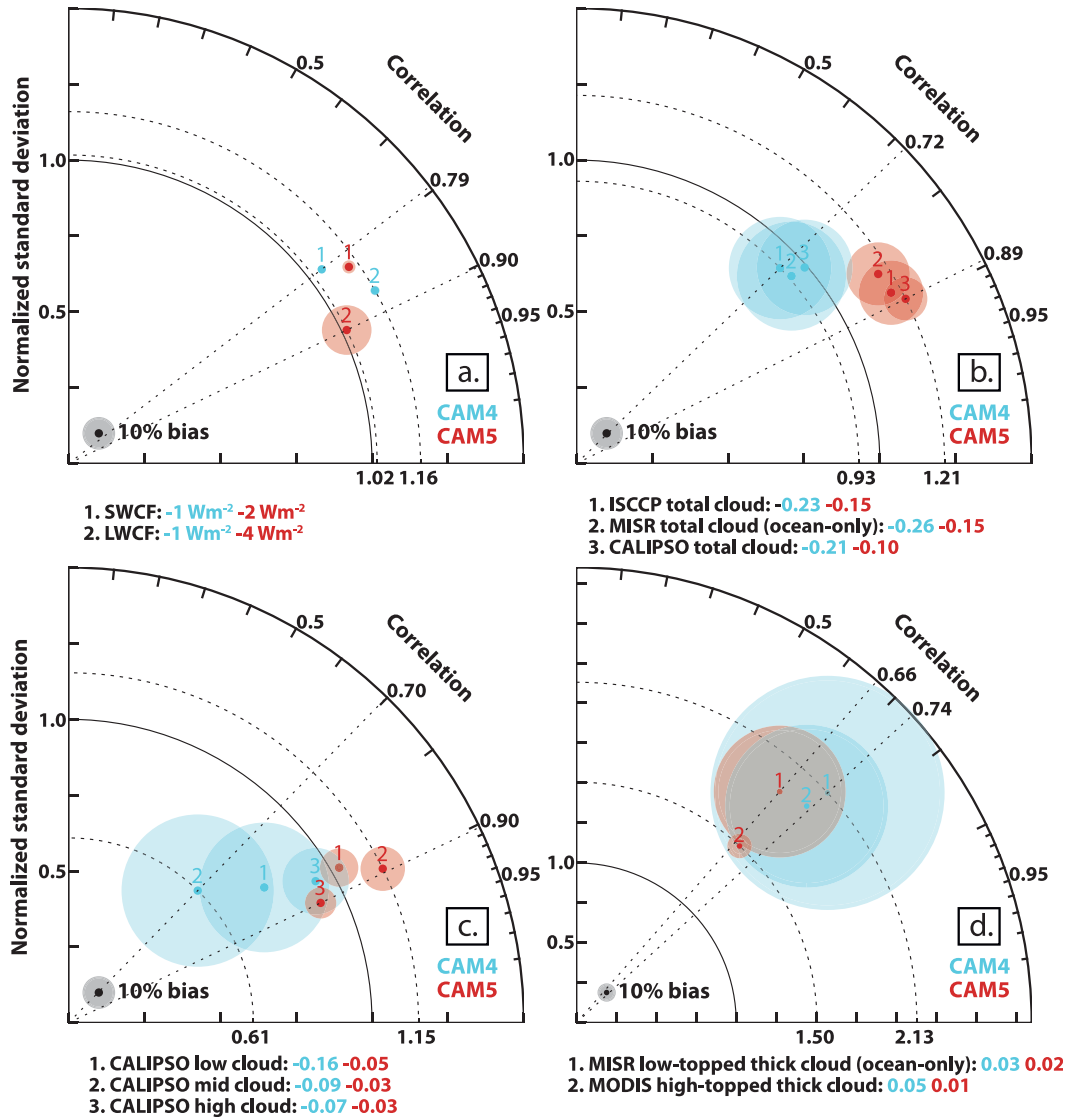 Normalized standard deviation
1.0
0.5
0.5
Correlation
0.79
0.90
0.95
1
1
2
2
10% bias
a.
CAM4
CAM5
1.02 1.16
1. SWCF: -1 Wm⁻² -2 Wm⁻²
2. LWCF: -1 Wm⁻² -4 Wm⁻²
0.5
Correlation
0.72
0.89
0.95
1
2
3
2
1
3
10% bias
b.
CAM4
CAM5
0.93 1.21
1. ISCCP total cloud: -0.23 -0.15
2. MISR total cloud (ocean-only): -0.26 -0.15
3. CALIPSO total cloud: -0.21 -0.10
Normalized standard deviation
1.0
0.5
0.5
Correlation
0.70
0.90
0.95
2
1
3
1
2
3
10% bias
c.
CAM4
CAM5
0.61 1.15
1. CALIPSO low cloud: -0.16 -0.05
2. CALIPSO mid cloud: -0.09 -0.03
3. CALIPSO high cloud: -0.07 -0.03
1.0
0.5
0.5
Correlation
0.66
0.74
0.95
1
1
2
2
10% bias
d.
CAM4
CAM5
1.50 2.13
1. MISR low-topped thick cloud (ocean-only): 0.03 0.02
2. MODIS high-topped thick cloud: 0.05 0.01